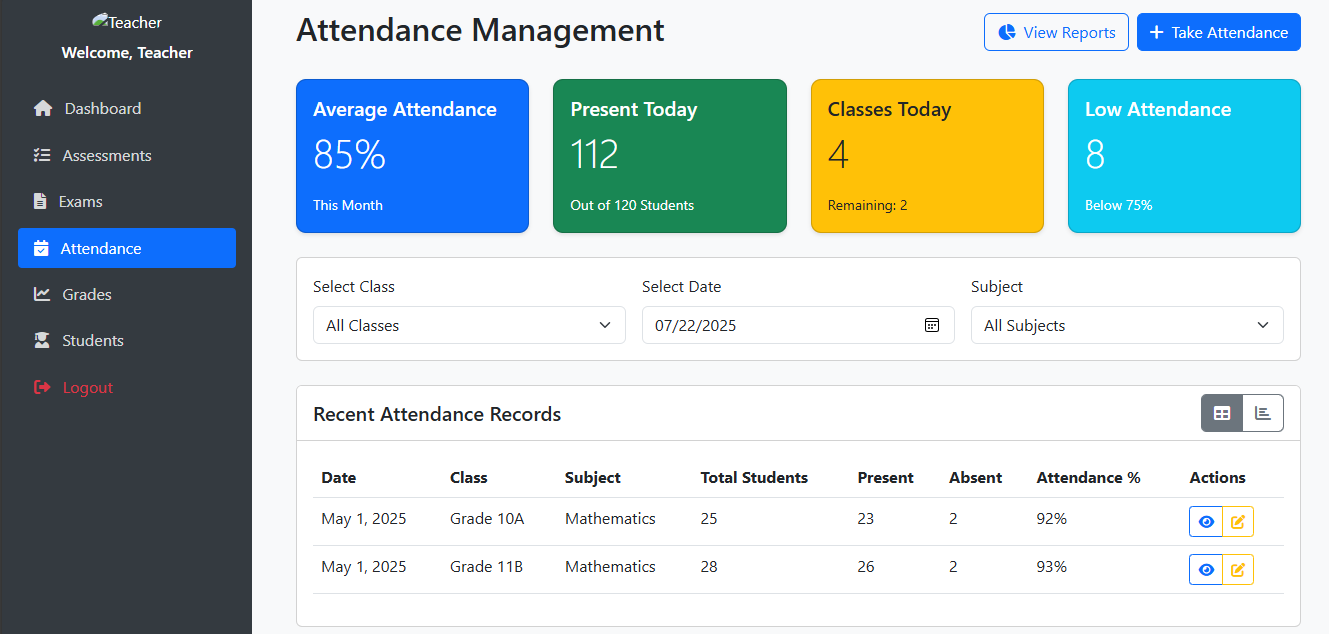 Teacher
Welcome, Teacher
Dashboard
Assessments
Exams
Attendance
Grades
Students
Logout
Attendance Management
View Reports
Take Attendance
Average Attendance
85%
This Month
Present Today
112
Out of 120 Students
Classes Today
4
Remaining: 2
Low Attendance
8
Below 75%
Select Class
All Classes
Select Date
07/22/2025
Subject
All Subjects
Recent Attendance Records
Date Class Subject Total Students Present Absent Attendance % Actions
May 1, 2025 Grade 10A Mathematics 25 23 2 92%
May 1, 2025 Grade 11B Mathematics 28 26 2 93%